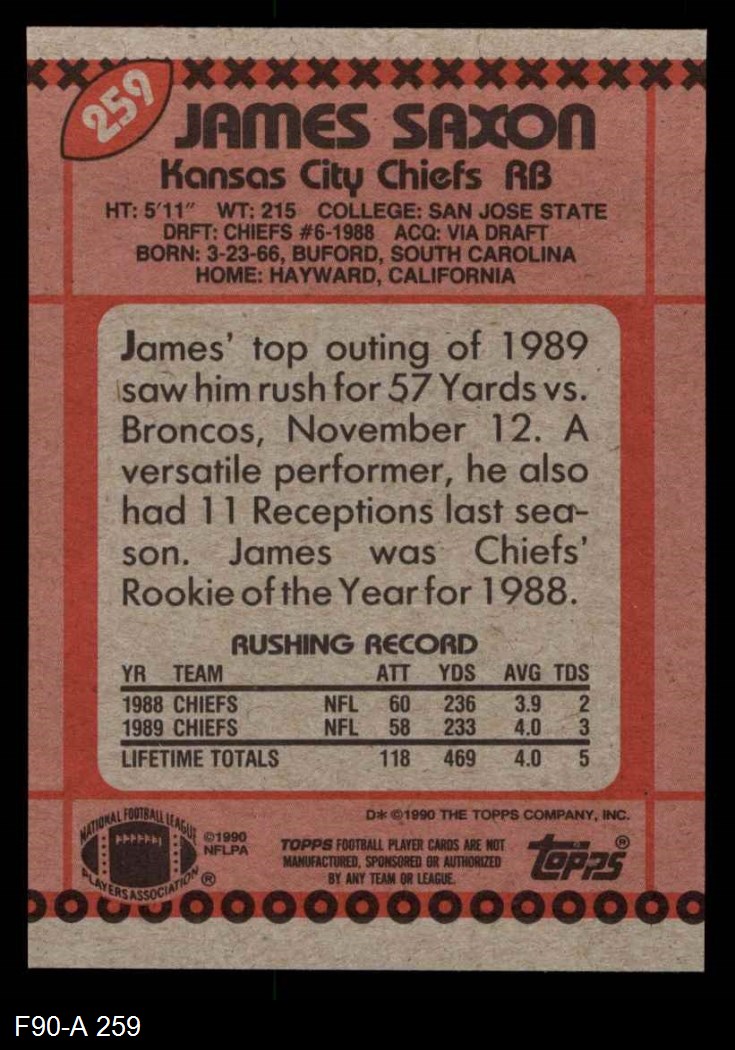 259
JAMES SAXON
Kansas City Chiefs RB
HT: 5'11" WT: 215 COLLEGE: SAN JOSE STATE
DRFT: CHIEFS #6-1988 ACQ: VIA DRAFT
BORN: 3-23-66, BUFORD, SOUTH CAROLINA
HOME: HAYWARD, CALIFORNIA
James' top outing of 1989
saw him rush for 57 Yards vs.
Broncos, November 12. A
versatile performer, he also
had 11 Receptions last sea-
son. James was Chiefs'
Rookie of the Year for 1988.
RUSHING RECORD
YR TEAM ATT YDS AVG TDS
1988 CHIEFS NFL 60 236 3.9 2
1989 CHIEFS NFL 58 233 4.0 3
LIFETIME TOTALS 118 469 4.0 5
D* ©1990 THE TOPPS COMPANY, INC.
NATIONAL FOOTBALL LEAGUE
PLAYERS ASSOCIATION ®
©1990
NFLPA
TOPPS FOOTBALL PLAYER CARDS ARE NOT
MANUFACTURED, SPONSORED OR AUTHORIZED
BY ANY TEAM OR LEAGUE.
topps®
F90-A 259